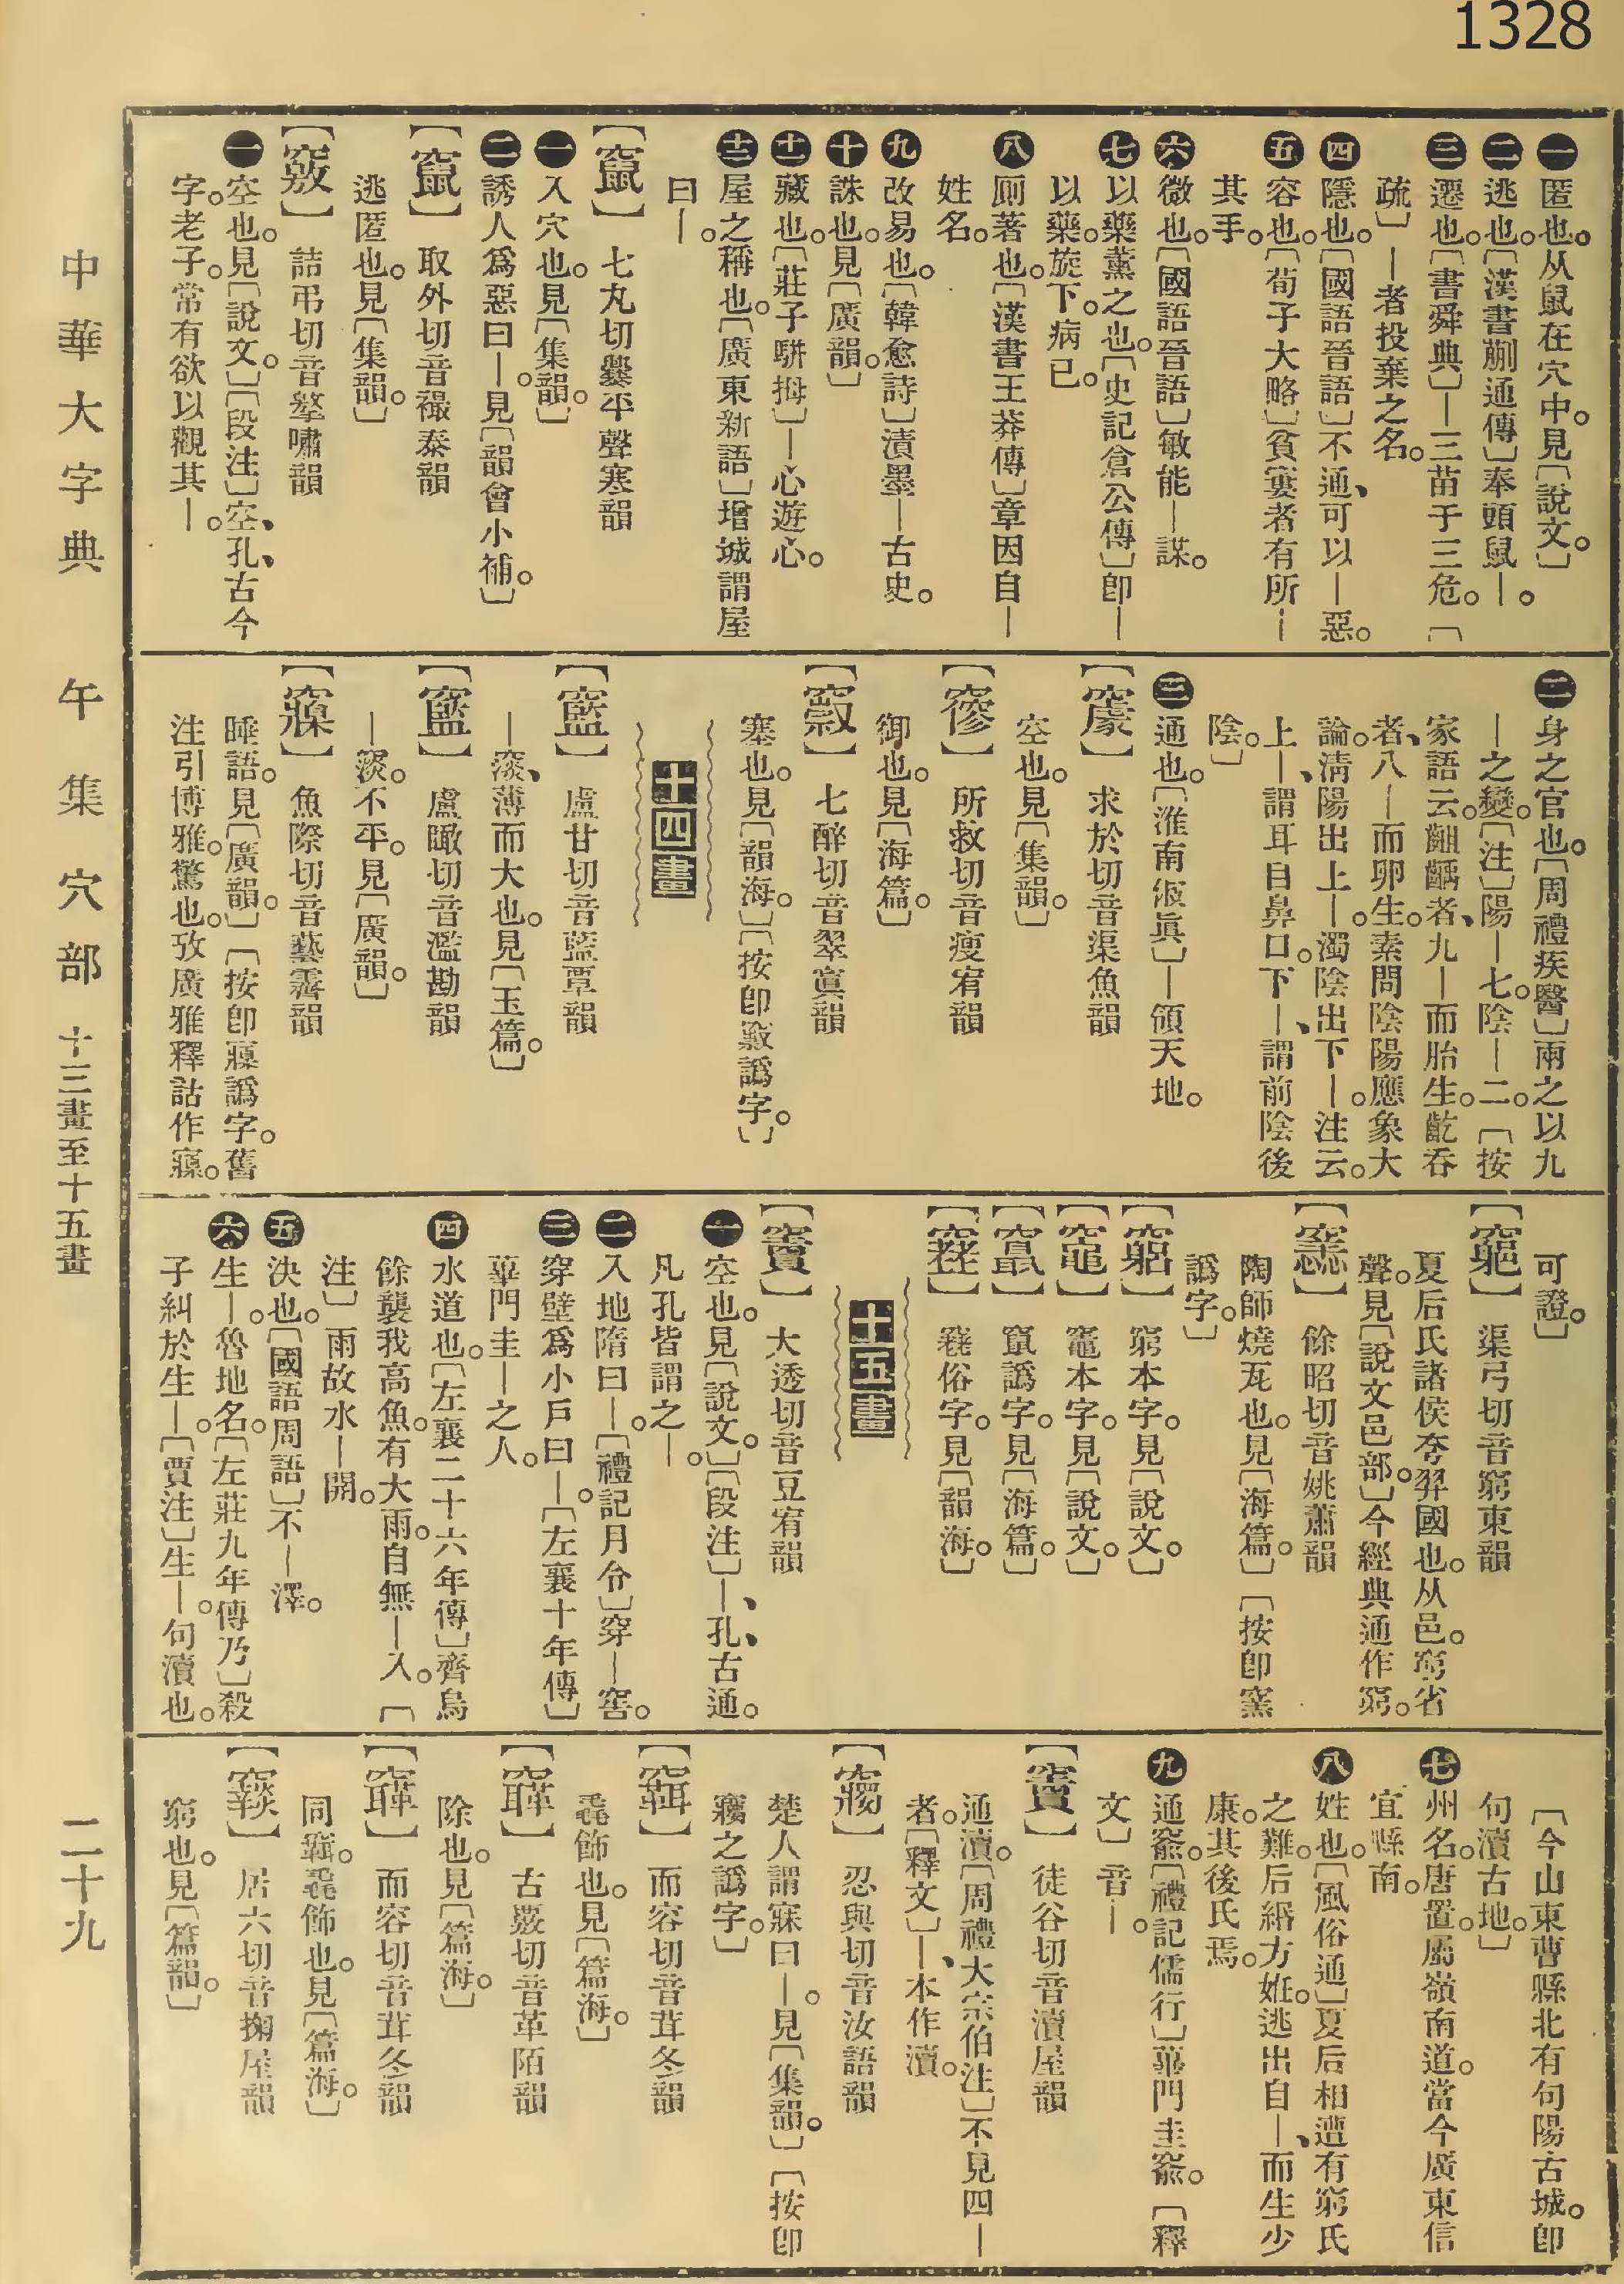 1328
㊀匿也。从鼠在穴中。見〔說文。〕
㊁逃也。〔漢書蒯通傳〕奉頭鼠—。
㊂遷也。〔書舜典〕—三苗于三危。〔
疏〕—者投棄之名。
㊃隱也。〔國語晉語〕不通、可以—惡。
㊄容也。〔荀子大略〕貧窶者有所—
其手。
㊅微也。〔國語晉語〕敏能—謀。
㊆以藥薰之也。〔史記倉公傳〕卽—
以藥。旋下。病已。
㊇廁著也。〔漢書王莽傳〕章因自—
姓名。
㊈改易也。〔韓愈詩〕漬墨—古史。
㊉誅也。見〔廣韻。〕
十一藏也。〔莊子駢拇〕—心遊心。
十二屋之稱也。〔廣東新語〕增城謂屋
曰—。
【竄】七丸切爨平聲寒韻
㊀入穴也。見〔集韻。〕
㊁誘人爲惡曰—。見〔韻會小補。〕
【竄】取外切音襊泰韻
逃匿也。見〔集韻。〕
【竅】詰弔切音擊嘯韻
㊀空也。見〔說文。〕〔段注〕空、孔、古今
字。老子。常有欲以觀其—。
㊁身之官也。〔周禮疾醫〕兩之以九
—之變。〔注〕陽—七。陰—二。〔按
家語云。齟齬者、九—而胎生。齕吞
者、八—而卵生。素問陰陽應象大
論。淸陽出上—。濁陰出下—。注云。
上—、謂耳目鼻口。下—、謂前陰後
陰。〕
㊂通也。〔淮南俶眞〕—領天地。
求於切音渠魚韻
空也。見〔集韻。〕
所救切音瘦宥韻
御也。見〔海篇。〕
七醉切音翠寘韻
塞也。見〔韻海。〕〔按卽竅譌字。〕
十四畫
盧甘切音藍覃韻
—淡、薄而大也。見〔玉篇。〕
盧瞰切音濫勘韻
—淡。不平。見〔廣韻。〕
魚際切音藝霽韻
睡語。見〔廣韻。〕〔按卽寱譌字。舊
注引博雅。驚也。攷廣雅釋詁作寱。
可證。〕
【竆】渠弓切音窮東韻
夏后氏諸侯夸羿國也。从邑。窮省
聲。見〔說文邑部。〕今經典通作窮。
餘昭切音姚蕭韻
陶師燒瓦也。見〔海篇。〕〔按卽窯
譌字。〕
【竆】窮本字。見〔說文。〕
竈本字。見〔說文。〕
竄譌字。見〔海篇。〕
俗字。見〔韻海。〕
十五畫
【竇】大透切音豆宥韻
㊀空也。見〔說文。〕〔段注〕—、孔、古通。
凡孔皆謂之—。
㊁入地隋曰—。〔禮記月令〕穿—窖。
㊂穿壁爲小戶曰—。〔左襄十年傳〕
篳門圭—之人。
㊃水道也。〔左襄二十六年傳〕齊烏
餘襲我高魚。有大雨。自無—入。〔
注〕雨故水—開。
㊄決也。〔國語周語〕不—澤。
㊅生—。魯地名。〔左莊九年傳乃〕殺
子糾於生—。〔賈注〕生—。句瀆也。
〔今山東曹縣北有句陽古城。卽
句瀆古地。〕
㊆州名。唐置。屬嶺南道。當今廣東信
宜縣南。
㊇姓也。〔風俗通〕夏后相遭有窮氏
之難。后緡方娠。逃出自—、而生少
康。其後氏焉。
㊈通窬。〔禮記儒行〕篳門圭窬。〔釋
文〕音—。
【竇】徒谷切音瀆屋韻
通瀆。〔周禮大宗伯注〕不見四—
者。〔釋文〕—、本作瀆。
忍與切音汝語韻
楚人謂寐曰—。見〔集韻。〕〔按卽
之譌字。〕
而容切音茸冬韻
毳飾也。見〔篇海。〕
古覈切音革陌韻
除也。見〔篇海。〕
而容切音茸冬韻
同毳飾也。見〔篇海。〕
居六切音掬屋韻
窮也。見〔篇韻。〕
中華大字典 午集 穴部 十三畫至十五畫 二十九